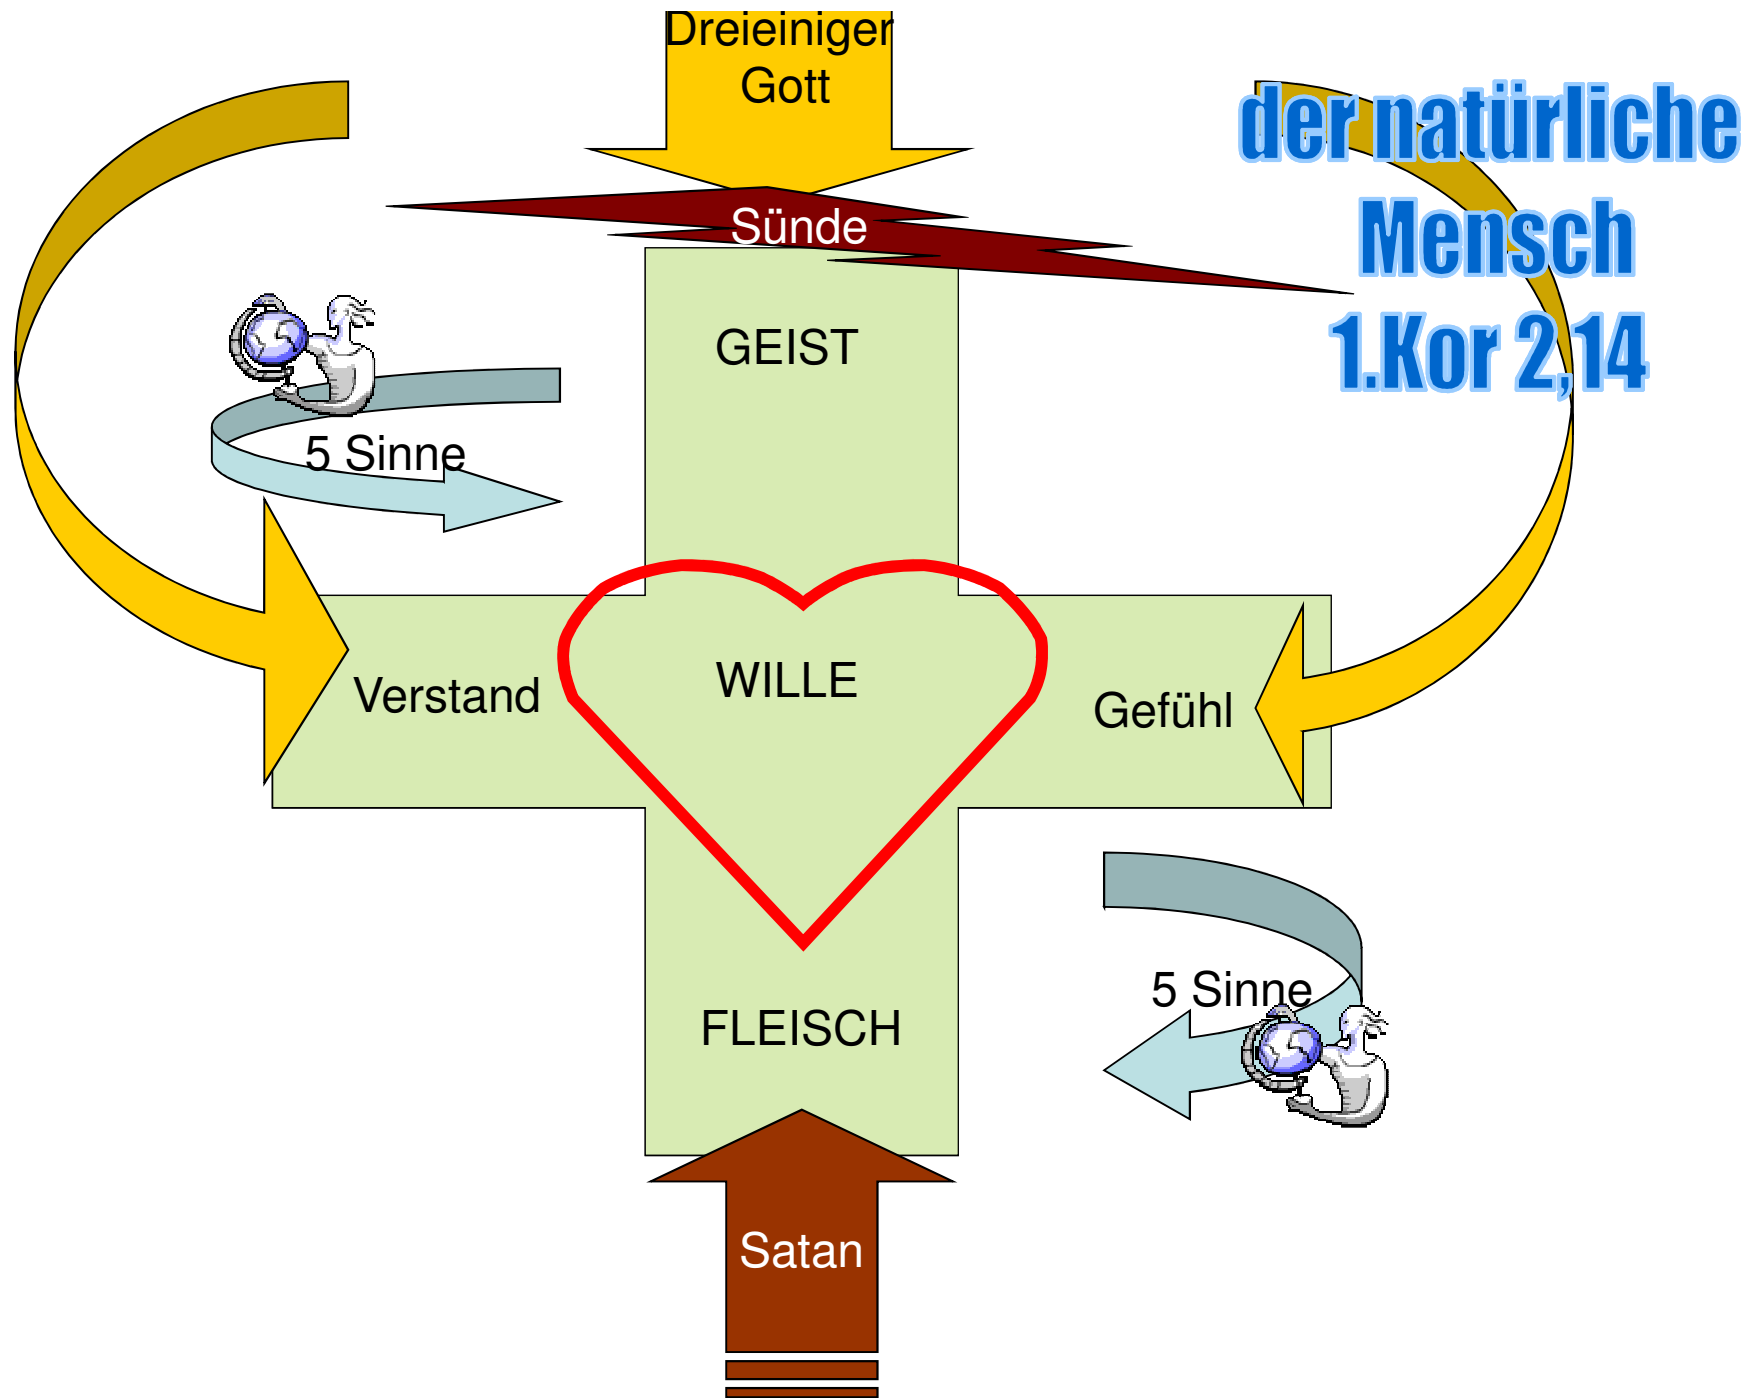 Dreieiniger
Gott
der natürliche
Mensch
1.Kor 2,14
Sünde
GEIST
5 Sinne
Verstand
WILLE
Gefühl
5 Sinne
FLEISCH
Satan